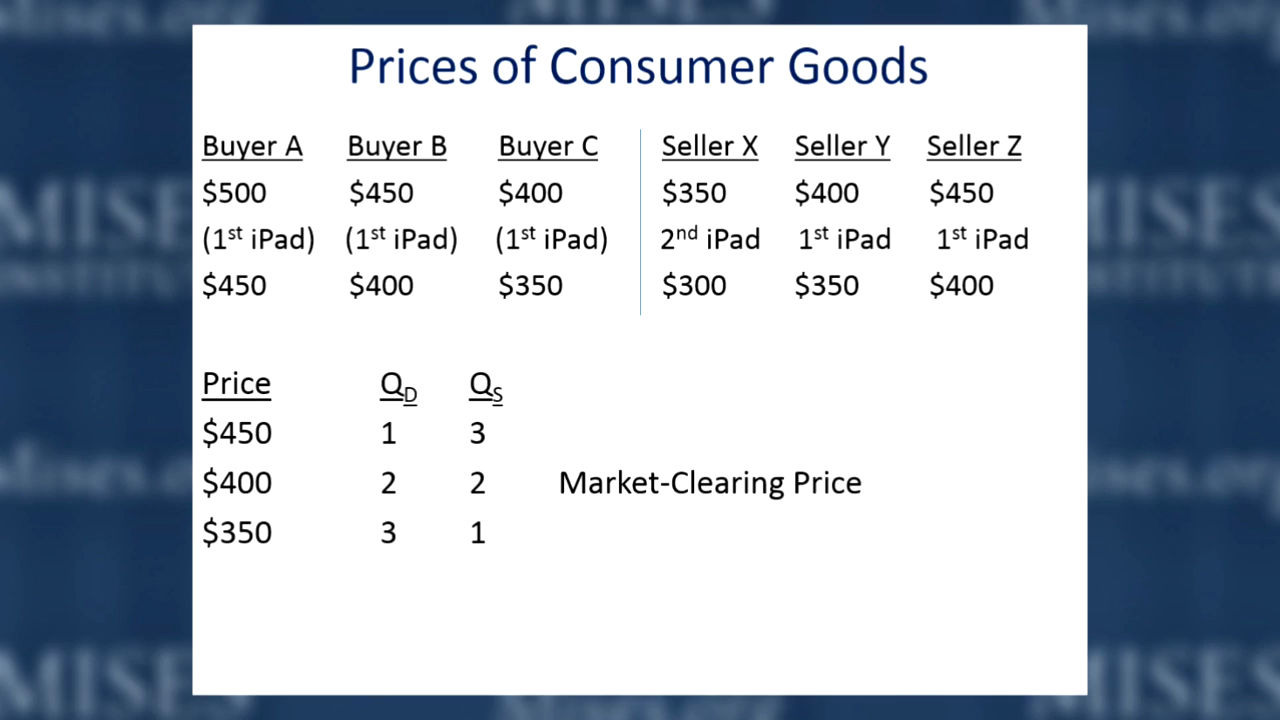 Prices of Consumer Goods
Buyer A Buyer B Buyer C Seller X Seller Y Seller Z
$500 $450 $400 $350 $400 $450
(1st iPad) (1st iPad) (1st iPad) 2nd iPad 1st iPad 1st iPad
$450 $400 $350 $300 $350 $400
Price QD QS
$450 1 3
$400 2 2 Market-Clearing Price
$350 3 1